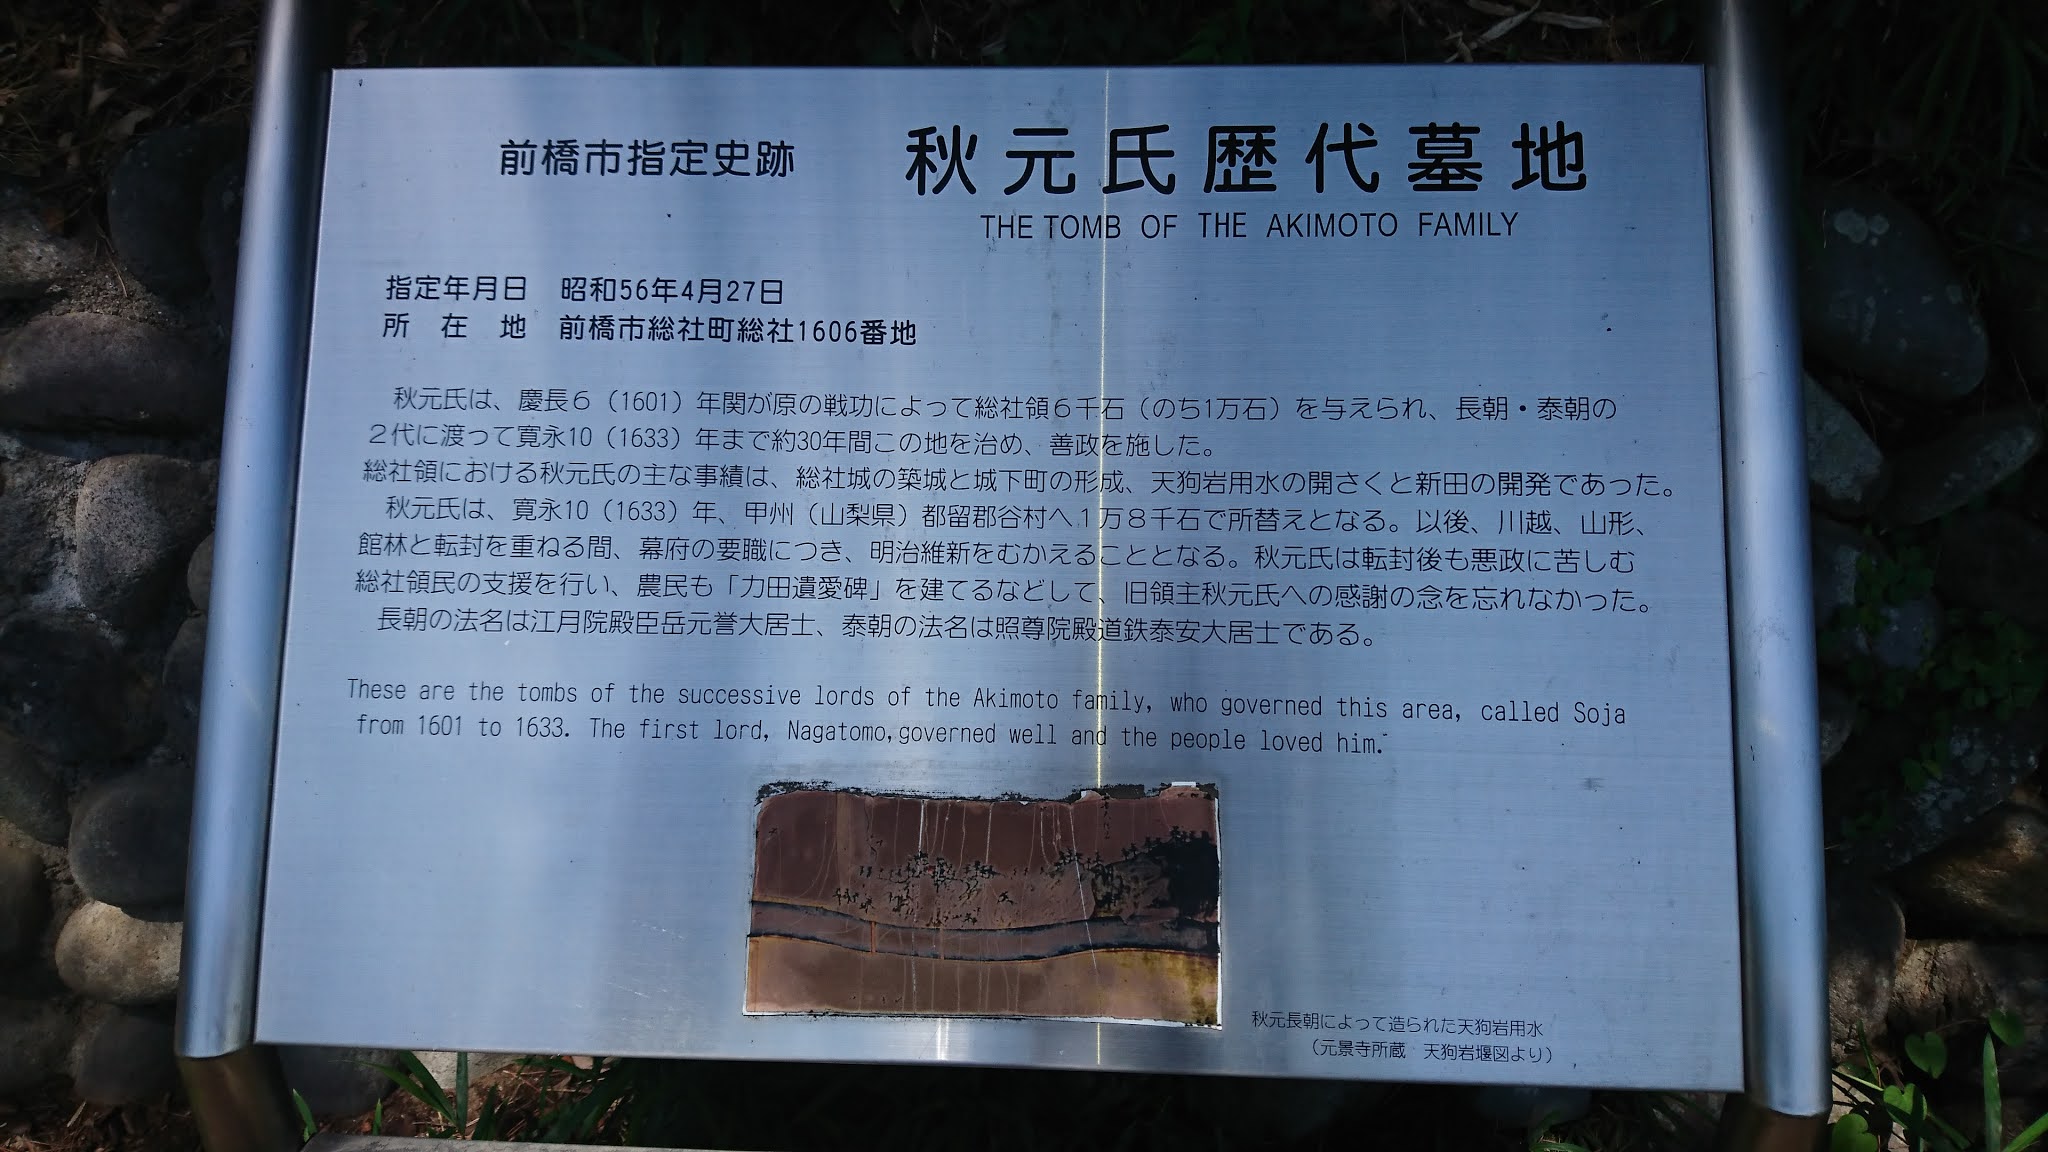 前橋市指定史跡
秋元氏歴代墓地
THE TOMB OF THE AKIMOTO FAMILY
指定年月日 昭和56年4月27日
所在地 前橋市総社町総社1606番地
秋元氏は、慶長6（1601）年関が原の戦功によって総社領6千石（のち1万石）を与えられ、長朝・泰朝の
2代に渡って寛永10（1633）年まで約30年間この地を治め、善政を施した。
総社領における秋元氏の主な事績は、総社城の築城と城下町の形成、天狗岩用水の開さくと新田の開発であった。
秋元氏は、寛永10（1633）年、甲州（山梨県）都留郡谷村へ1万8千石で所替えとなる。以後、川越、山形、
館林と転封を重ねる間、幕府の要職につき、明治維新をむかえることとなる。秋元氏は転封後も悪政に苦しむ
総社領民の支援を行い、農民も「力田遺愛碑」を建てるなどして、旧領主秋元氏への感謝の念を忘れなかった。
長朝の法名は江月院殿臣岳元誉大居士、泰朝の法名は照尊院殿道鉄泰安大居士である。
These are the tombs of the successive lords of the Akimoto family, who governed this area, called Soja
from 1601 to 1633. The first lord, Nagatomo,governed well and the people loved him.
秋元長朝によって造られた天狗岩用水
（元景寺所蔵 天狗岩堰図より）